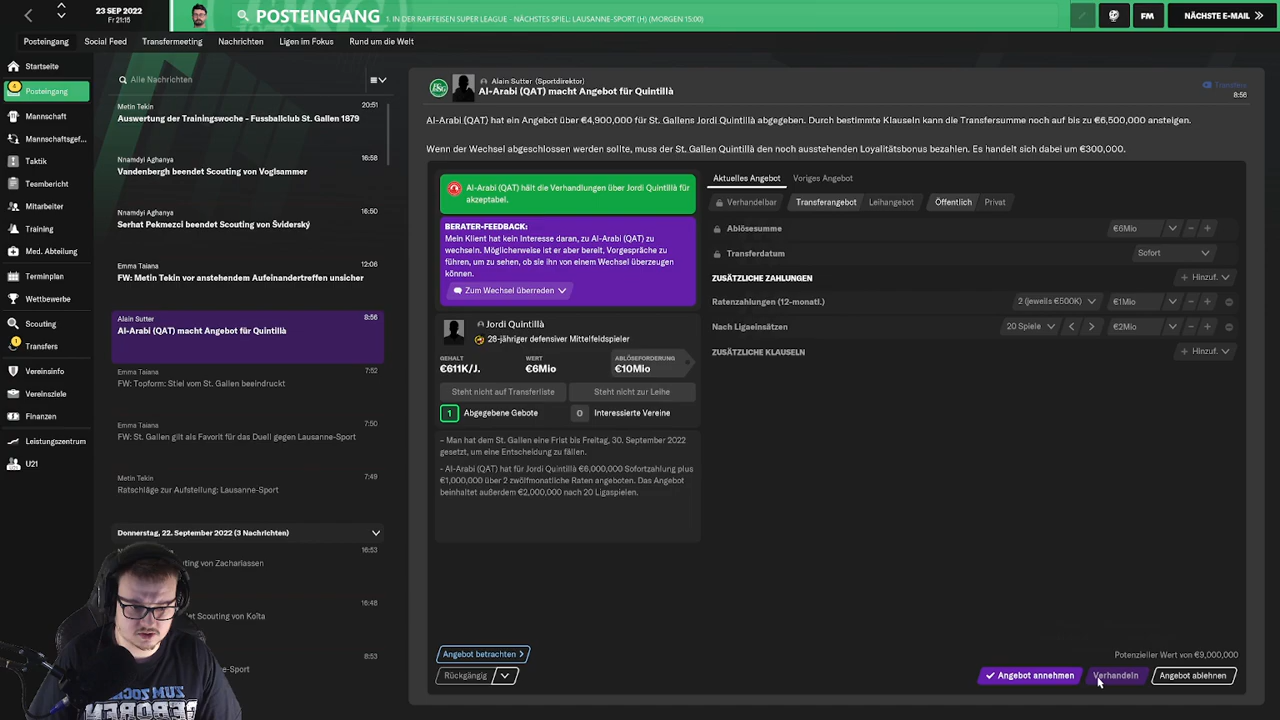 23 SEP 2022
FR 21:15
POSTEINGANG
1. IN DER RAIFFEISEN SUPER LEAGUE - NÄCHSTES SPIEL: LAUSANNE-SPORT (H) (MORGEN 15:00)
FM
NÄCHSTE E-MAIL
Posteingang
Social Feed
Transfermeeting
Nachrichten
Ligen im Fokus
Rund um die Welt
Startseite
Posteingang
Mannschaft
Mannschaftsgef...
Taktik
Teambericht
Mitarbeiter
Training
Med. Abteilung
Terminplan
Wettbewerbe
Scouting
Transfers
Vereinsinfo
Vereinsziele
Finanzen
Leistungszentrum
U21
Alle Nachrichten
Metin Tekin
20:51
Auswertung der Trainingswoche - Fussballclub St. Gallen 1879
Nnamdyi Aghanya
16:58
Vandenbergh beendet Scouting von Voglsammer
Nnamdyi Aghanya
16:50
Serhat Pekmezci beendet Scouting von Šviderský
Emma Taiana
12:06
FW: Metin Tekin vor anstehendem Aufeinandertreffen unsicher
Alain Sutter
8:56
Al-Arabi (QAT) macht Angebot für Quintillà
Emma Taiana
7:52
FW: Topform: Stiel vom St. Gallen beeindruckt
Emma Taiana
7:50
FW: St. Gallen gilt als Favorit für das Duell gegen Lausanne-Sport
Metin Tekin
7:49
Ratschläge zur Aufstellung: Lausanne-Sport
Donnerstag, 22. September 2022 (3 Nachrichten)
16:53
ting von Zachariassen
16:48
det Scouting von Koïta
8:53
-Sport
ZUM ZOCKEN
GEBOREN
Alain Sutter (Sportdirektor)
Al-Arabi (QAT) macht Angebot für Quintillà
Transfers
8:56
Al-Arabi (QAT) hat ein Angebot über €4,900,000 für St. Gallens Jordi Quintillà abgegeben. Durch bestimmte Klauseln kann die Transfersumme noch auf bis zu €6,500,000 ansteigen.
Wenn der Wechsel abgeschlossen werden sollte, muss der St. Gallen Quintillà den noch ausstehenden Loyalitätsbonus bezahlen. Es handelt sich dabei um €300,000.
Al-Arabi (QAT) hält die Verhandlungen über Jordi Quintillà für
akzeptabel.
BERATER-FEEDBACK:
Mein Klient hat kein Interesse daran, zu Al-Arabi (QAT) zu
wechseln. Möglicherweise ist er aber bereit, Vorgespräche zu
führen, um zu sehen, ob sie ihn von einem Wechsel überzeugen
können.
Zum Wechsel überreden
Jordi Quintillà
28-jähriger defensiver Mittelfeldspieler
GEHALT
WERT
ABLÖSEFORDERUNG
€611K/J.
€6Mio
€10Mio
Steht nicht auf Transferliste
Steht nicht zur Leihe
1 Abgegebene Gebote
0 Interessierte Vereine
– Man hat dem St. Gallen eine Frist bis Freitag, 30. September 2022
gesetzt, um eine Entscheidung zu fällen.
- Al-Arabi (QAT) hat für Jordi Quintillà €6,000,000 Sofortzahlung plus
€1,000,000 über 2 zwölfmonatliche Raten angeboten. Das Angebot
beinhaltet außerdem €2,000,000 nach 20 Ligaspielen.
Aktuelles Angebot
Voriges Angebot
Verhandelbar
Transferangebot
Leihangebot
Öffentlich
Privat
Ablösesumme
€6Mio
Transferdatum
Sofort
ZUSÄTZLICHE ZAHLUNGEN
Hinzuf.
Ratenzahlungen (12-monatl.)
2 (jeweils €500K)
€1Mio
Nach Ligaeinsätzen
20 Spiele
€2Mio
ZUSÄTZLICHE KLAUSELN
Hinzuf.
Angebot betrachten
Rückgängig
Potenzieller Wert von €9,000,000
Angebot annehmen
Verhandeln
Angebot ablehnen